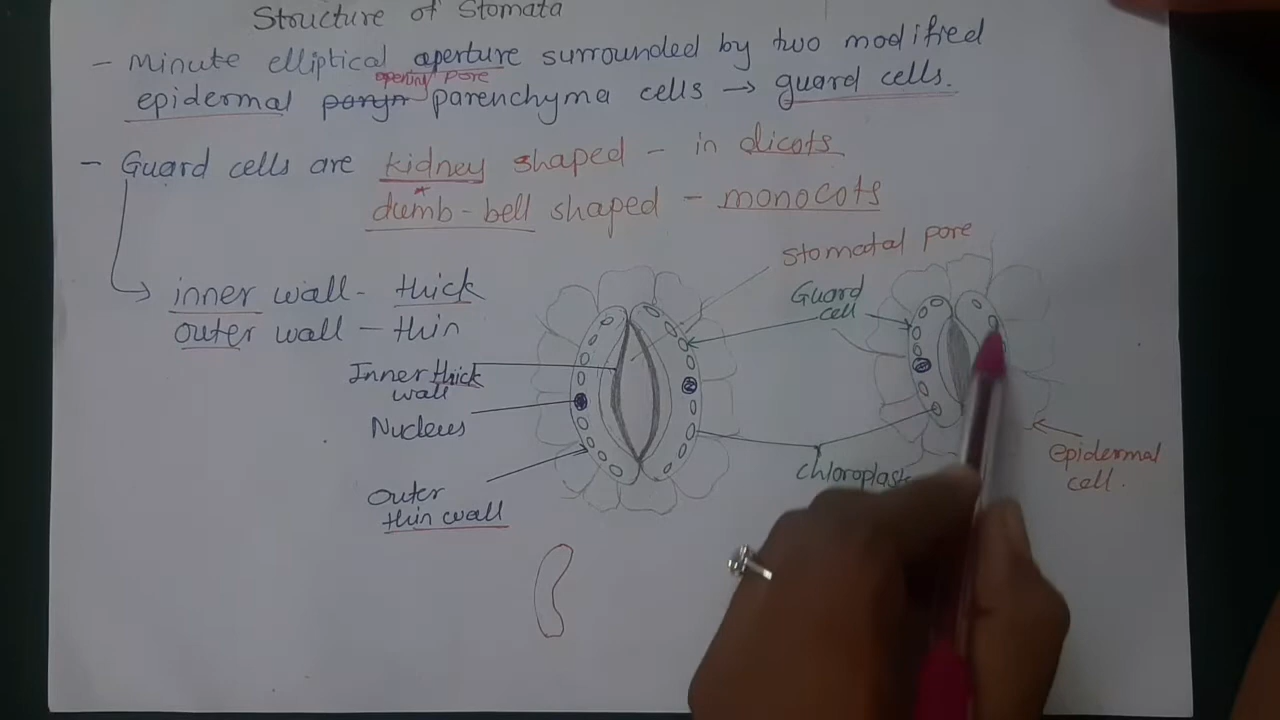 Structure of Stomata
- Minute elliptical aperture surrounded by two modified
opening pore
epidermal parenchyma cells → guard cells.
- Guard cells are kidney shaped - in dicots
dumb-bell shaped - monocots
inner wall - thick
outer wall - thin
stomatal pore
Guard
cell
Inner thick
wall
Nucleus
Outer
thin wall
chloroplast
epidermal
cell.